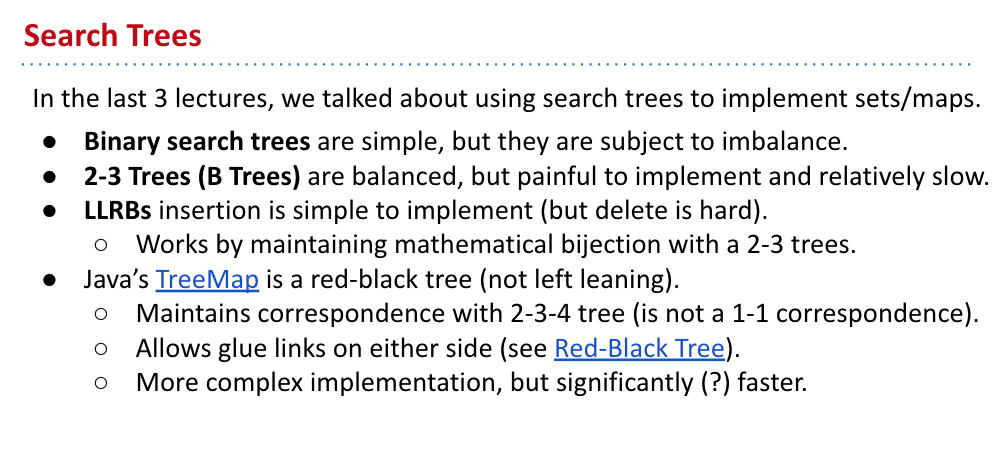 Search Trees
In the last 3 lectures, we talked about using search trees to implement sets/maps.
● Binary search trees are simple, but they are subject to imbalance.
● 2-3 Trees (B Trees) are balanced, but painful to implement and relatively slow.
● LLRBs insertion is simple to implement (but delete is hard).
○ Works by maintaining mathematical bijection with a 2-3 trees.
● Java's TreeMap is a red-black tree (not left leaning).
○ Maintains correspondence with 2-3-4 tree (is not a 1-1 correspondence).
○ Allows glue links on either side (see Red-Black Tree).
○ More complex implementation, but significantly (?) faster.